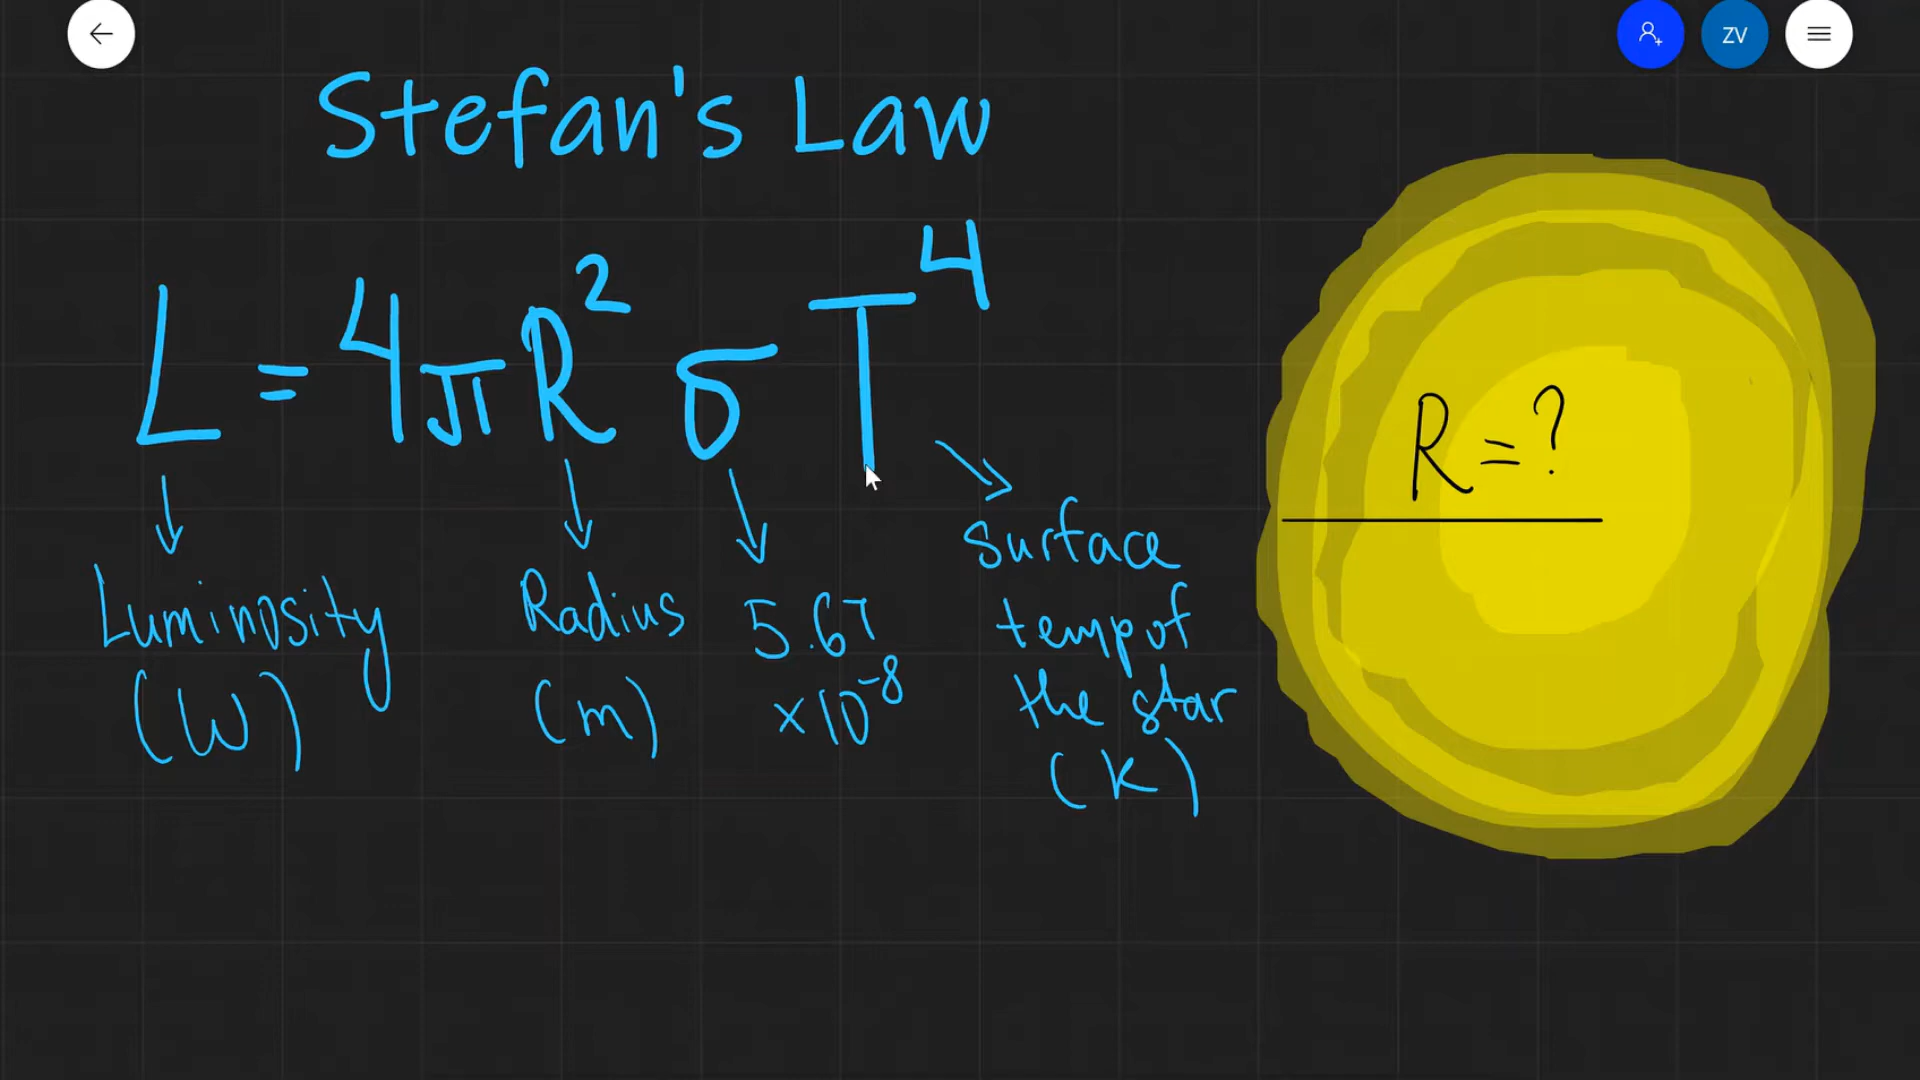 ZV
Stefan's Law
L = 4πR² σ T⁴
R = ?
Luminosity
(W)
Radius
(m)
5.67
×10⁻⁸
Surface
temp of
the star
(K)